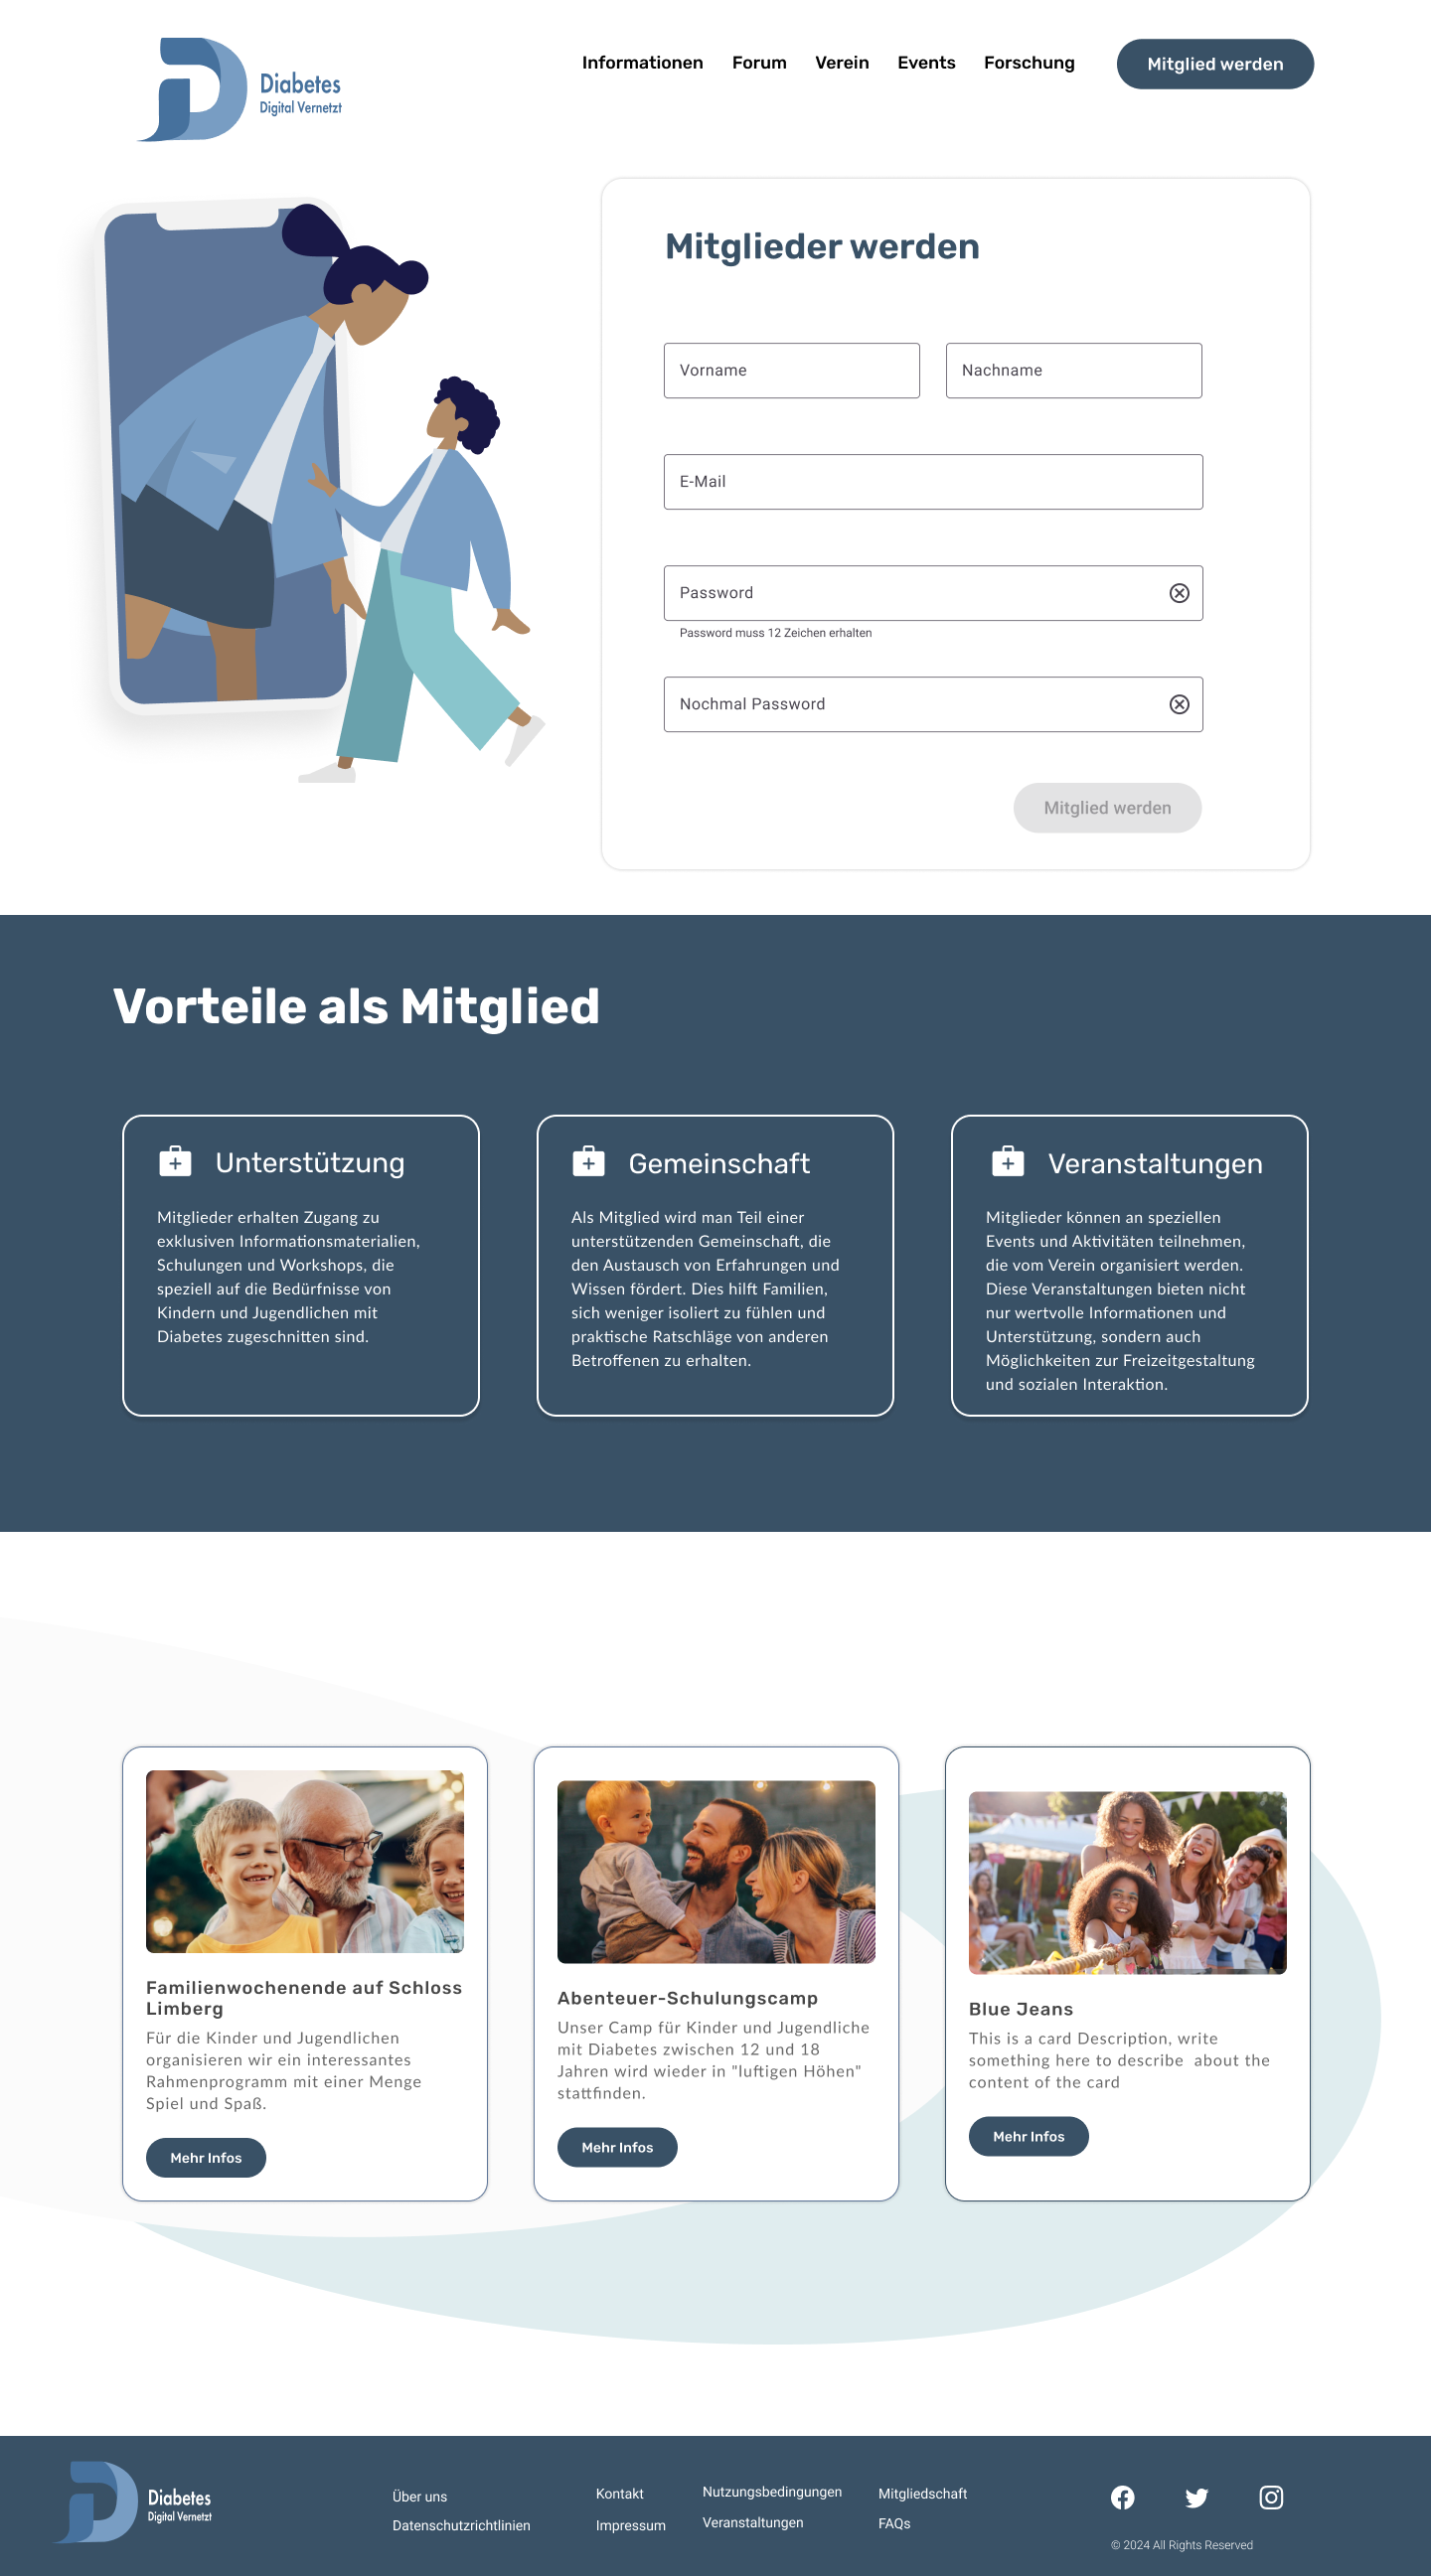 Diabetes
Digital Vernetzt
Informationen Forum Verein Events Forschung Mitglied werden
Mitglieder werden
Vorname Nachname
E-Mail
Password
Password muss 12 Zeichen erhalten
Nochmal Password
Mitglied werden
Vorteile als Mitglied
Unterstützung
Mitglieder erhalten Zugang zu
exklusiven Informationsmaterialien,
Schulungen und Workshops, die
speziell auf die Bedürfnisse von
Kindern und Jugendlichen mit
Diabetes zugeschnitten sind.
Gemeinschaft
Als Mitglied wird man Teil einer
unterstützenden Gemeinschaft, die
den Austausch von Erfahrungen und
Wissen fördert. Dies hilft Familien,
sich weniger isoliert zu fühlen und
praktische Ratschläge von anderen
Betroffenen zu erhalten.
Veranstaltungen
Mitglieder können an speziellen
Events und Aktivitäten teilnehmen,
die vom Verein organisiert werden.
Diese Veranstaltungen bieten nicht
nur wertvolle Informationen und
Unterstützung, sondern auch
Möglichkeiten zur Freizeitgestaltung
und sozialen Interaktion.
Familienwochenende auf Schloss
Limberg
Für die Kinder und Jugendlichen
organisieren wir ein interessantes
Rahmenprogramm mit einer Menge
Spiel und Spaß.
Mehr Infos
Abenteuer-Schulungscamp
Unser Camp für Kinder und Jugendliche
mit Diabetes zwischen 12 und 18
Jahren wird wieder in "luftigen Höhen"
stattfinden.
Mehr Infos
Blue Jeans
This is a card Description, write
something here to describe  about the
content of the card
Mehr Infos
Diabetes
Digital Vernetzt
Über uns
Datenschutzrichtlinien
Kontakt
Impressum
Nutzungsbedingungen
Veranstaltungen
Mitgliedschaft
FAQs
© 2024 All Rights Reserved